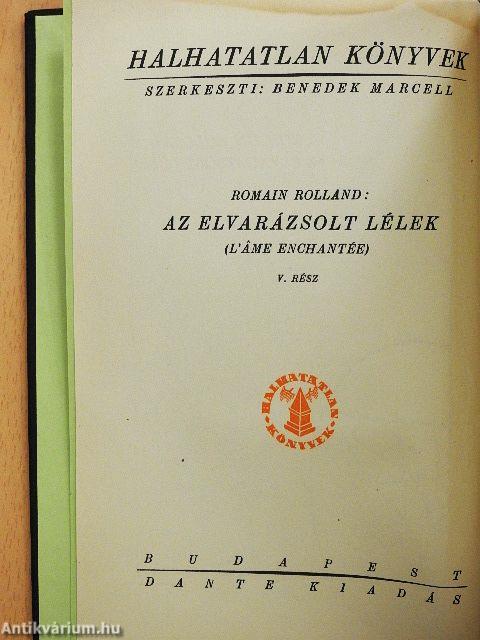 HALHATATLAN KÖNYVEK
SZERKESZTI: BENEDEK MARCELL
ROMAIN ROLLAND:
AZ ELVARÁZSOLT LÉLEK
(L'ÂME ENCHANTÉE)
V. RÉSZ
HALHATATLAN
KÖNYVEK
BUDAPEST
DANTE KIADÁS
Antikvárium.hu